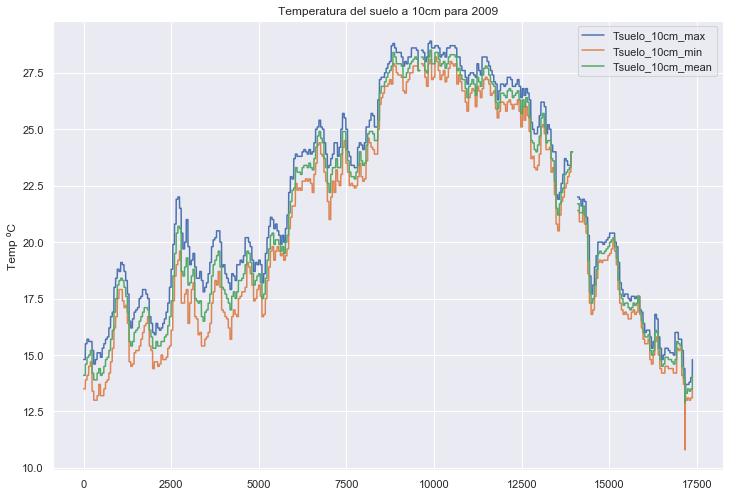 Temperatura del suelo a 10cm para 2009
Tsuelo_10cm_max
Tsuelo_10cm_min
Tsuelo_10cm_mean
Temp ºC
27.5
25.0
22.5
20.0
17.5
15.0
12.5
10.0
0 2500 5000 7500 10000 12500 15000 17500